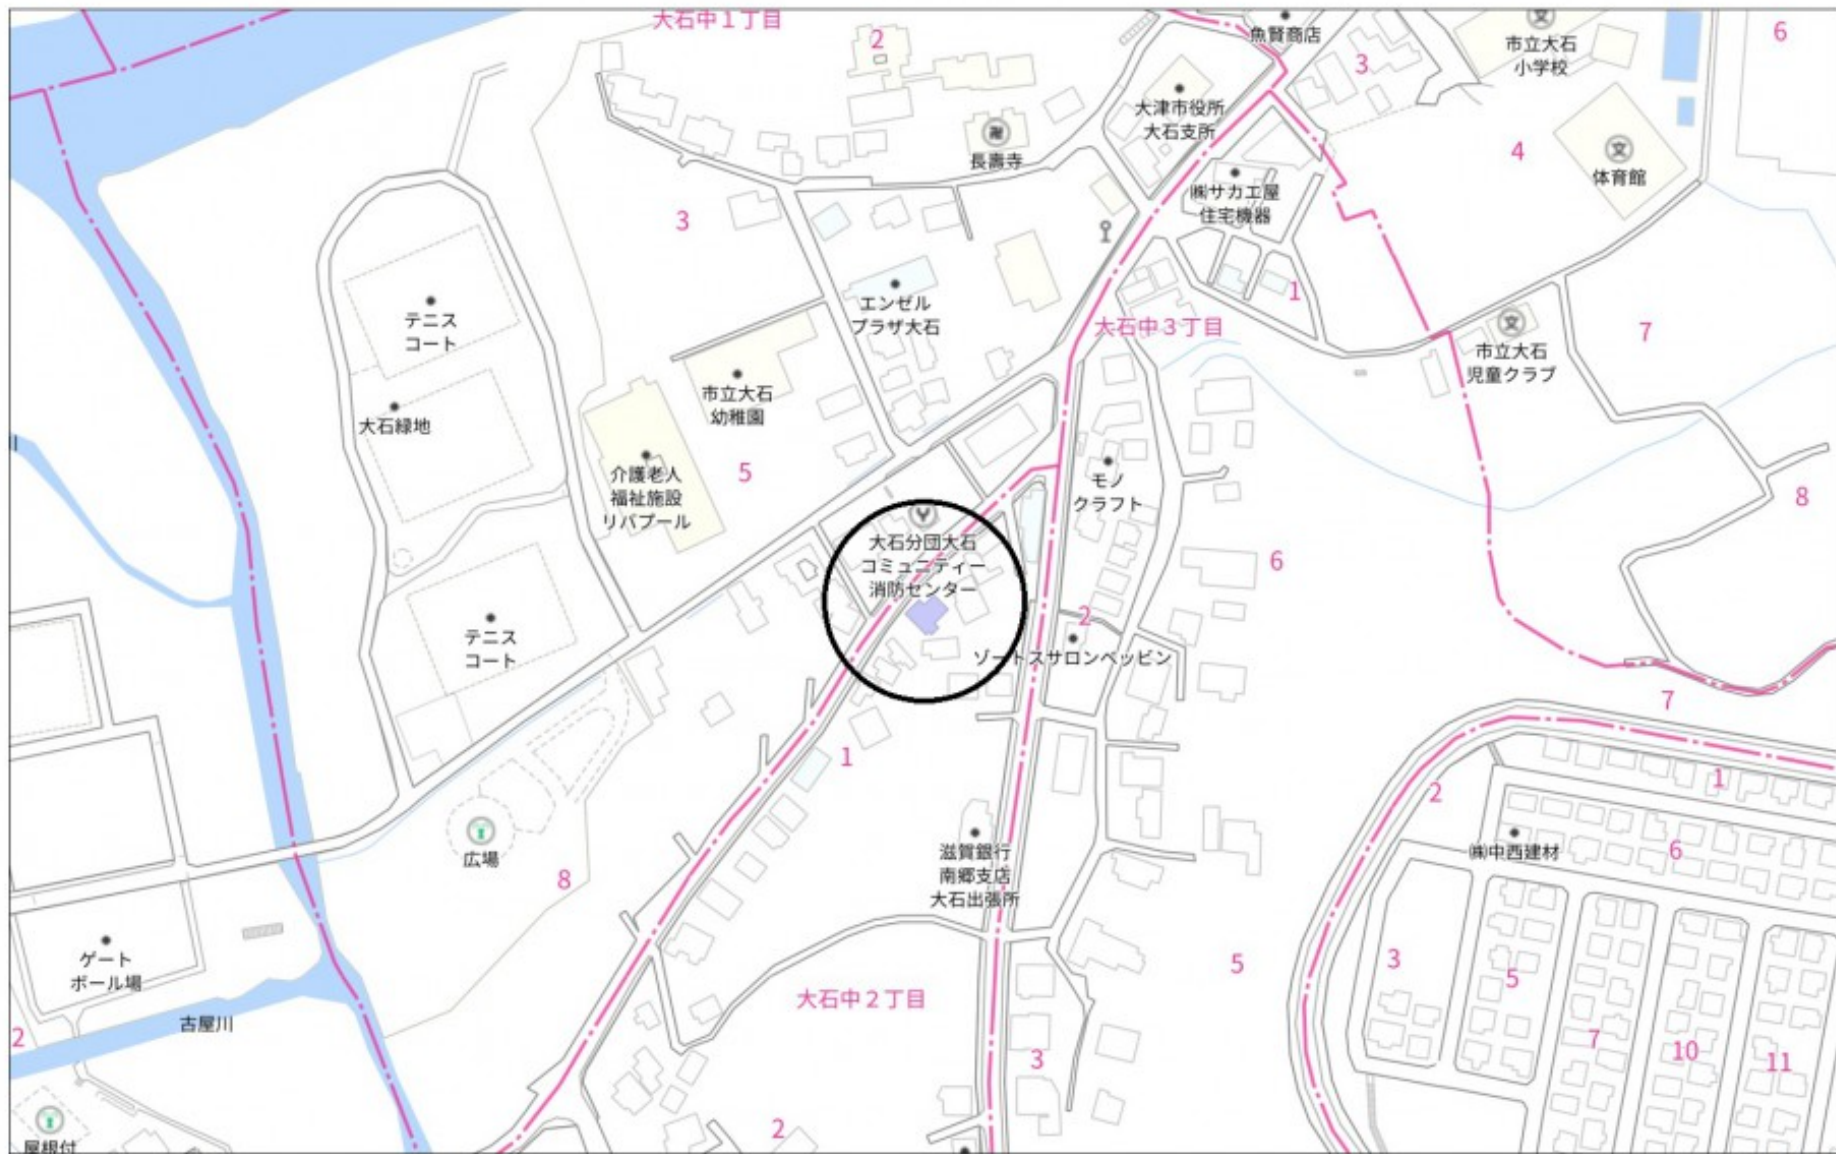 大石中1丁目
2
魚賢商店
3
市立大石
小学校
6
大津市役所
大石支所
長壽寺
4
体育館
㈱サカエ屋
住宅機器
3
テニス
コート
エンゼル
プラザ大石
1
大石中3丁目
市立大石
児童クラブ
7
市立大石
幼稚園
大石緑地
介護老人
福祉施設
リバプール
5
モノ
クラフト
8
川
大石分団大石
コミュニティー
消防センター
6
2
テニス
コート
ゾートスサロンベッピン
7
1
1
2
広場
8
滋賀銀行
南郷支店
大石出張所
㈱中西建材
6
ゲート
ボール場
5
3
5
大石中2丁目
古屋川
2
3
7
10
11
2
屋根付